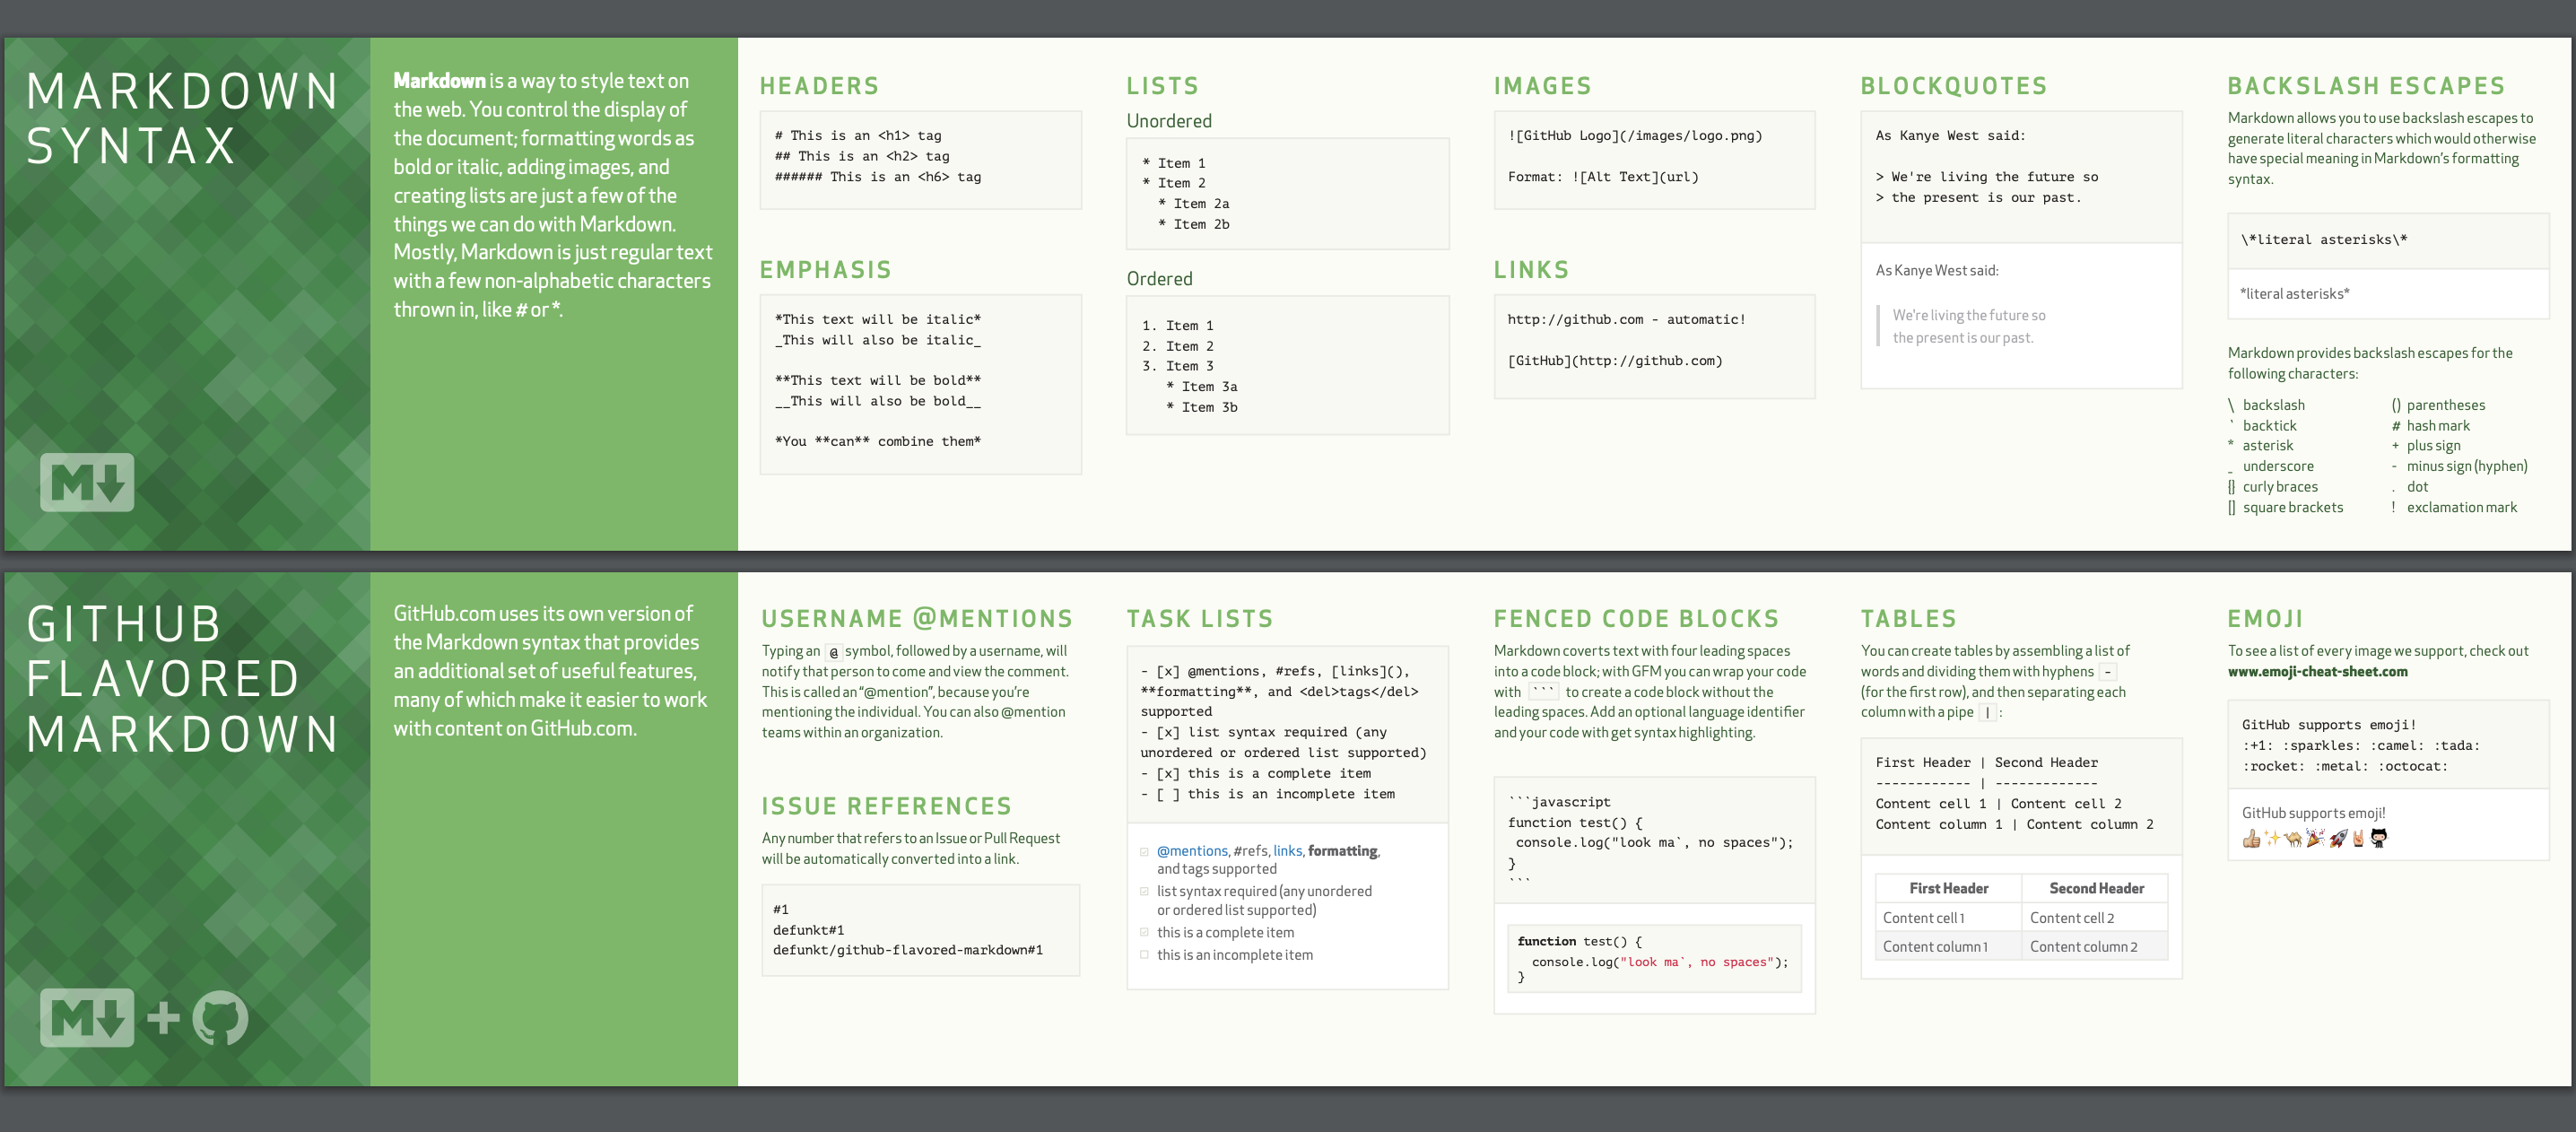 MARKDOWN
SYNTAX
Markdown is a way to style text on
the web. You control the display of
the document; formatting words as
bold or italic, adding images, and
creating lists are just a few of the
things we can do with Markdown.
Mostly, Markdown is just regular text
with a few non-alphabetic characters
thrown in, like # or *.
HEADERS
# This is an <h1> tag
## This is an <h2> tag
###### This is an <h6> tag
EMPHASIS
*This text will be italic*
_This will also be italic_
**This text will be bold**
__This will also be bold__
*You **can** combine them*
LISTS
Unordered
* Item 1
* Item 2
  * Item 2a
  * Item 2b
Ordered
1. Item 1
2. Item 2
3. Item 3
   * Item 3a
   * Item 3b
IMAGES
![GitHub Logo](/images/logo.png)
Format: ![Alt Text](url)
LINKS
http://github.com - automatic!
[GitHub](http://github.com)
BLOCKQUOTES
As Kanye West said:
> We're living the future so
> the present is our past.
As Kanye West said:
We're living the future so
the present is our past.
BACKSLASH ESCAPES
Markdown allows you to use backslash escapes to
generate literal characters which would otherwise
have special meaning in Markdown's formatting
syntax.
\*literal asterisks\*
*literal asterisks*
Markdown provides backslash escapes for the
following characters:
\ backslash
` backtick
* asterisk
_ underscore
{} curly braces
[] square brackets
() parentheses
# hash mark
+ plus sign
- minus sign (hyphen)
. dot
! exclamation mark
M
GITHUB
FLAVORED
MARKDOWN
GitHub.com uses its own version of
the Markdown syntax that provides
an additional set of useful features,
many of which make it easier to work
with content on GitHub.com.
USERNAME @MENTIONS
Typing an @ symbol, followed by a username, will
notify that person to come and view the comment.
This is called an “@mention”, because you’re
mentioning the individual. You can also @mention
teams within an organization.
ISSUE REFERENCES
Any number that refers to an Issue or Pull Request
will be automatically converted into a link.
#1
defunkt#1
defunkt/github-flavored-markdown#1
TASK LISTS
- [x] @mentions, #refs, [links](),
**formatting**, and <del>tags</del>
supported
- [x] list syntax required (any
unordered or ordered list supported)
- [x] this is a complete item
- [ ] this is an incomplete item
@mentions, #refs, links, formatting,
and tags supported
list syntax required (any unordered
or ordered list supported)
this is a complete item
this is an incomplete item
FENCED CODE BLOCKS
Markdown coverts text with four leading spaces
into a code block; with GFM you can wrap your code
with ``` to create a code block without the
leading spaces. Add an optional language identifier
and your code with get syntax highlighting.
```javascript
function test() {
 console.log("look ma`, no spaces");
}
```
function test() {
  console.log("look ma`, no spaces");
}
TABLES
You can create tables by assembling a list of
words and dividing them with hyphens -
(for the first row), and then separating each
column with a pipe | :
First Header | Second Header
------------ | -------------
Content cell 1 | Content cell 2
Content column 1 | Content column 2
First Header Second Header
Content cell 1 Content cell 2
Content column 1 Content column 2
EMOJI
To see a list of every image we support, check out
www.emoji-cheat-sheet.com
GitHub supports emoji!
:+1: :sparkles: :camel: :tada:
:rocket: :metal: :octocat:
GitHub supports emoji!
M +